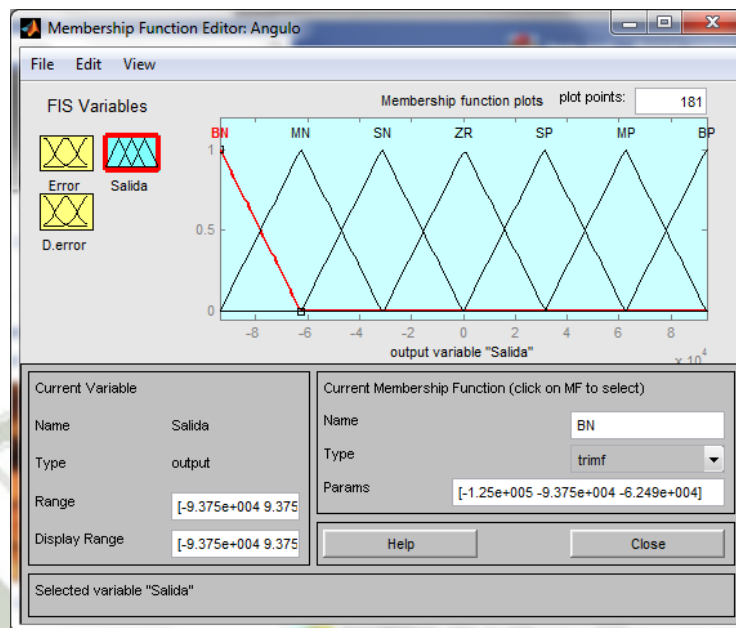 Membership Function Editor: Angulo
File Edit View
FIS Variables
Membership function plots plot points: 181
BN MN SN ZR SP MP BP
1
0.5
0
-8 -6 -4 -2 0 2 4 6 8
x 10^4
output variable "Salida"
Error Salida
D.error
Current Variable
Name Salida
Type output
Range [-9.375e+004 9.375
Display Range [-9.375e+004 9.375
Current Membership Function (click on MF to select)
Name BN
Type trimf
Params [-1.25e+005 -9.375e+004 -6.249e+004]
Help Close
Selected variable "Salida"